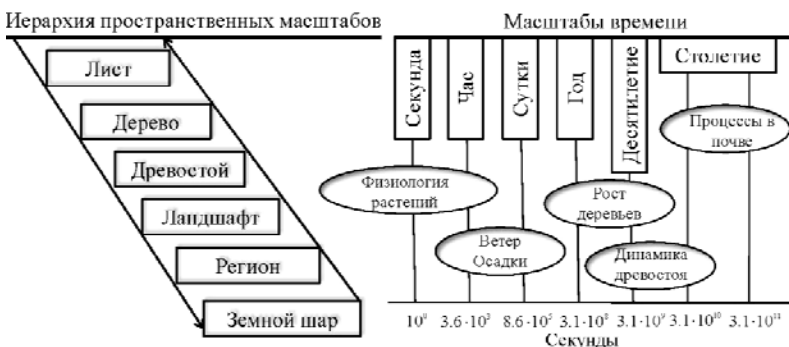 Иерархия пространственных масштабов
Лист
Дерево
Древостой
Ландшафт
Регион
Земной шар
Масштабы времени
Секунда
Час
Сутки
Год
Десятилетие
Столетие
Процессы в
почве
Физиология
растений
Рост
деревьев
Ветер
Осадки
Динамика
древостоя
10⁰ 3.6·10³ 8.6·10⁵ 3.1·10⁸ 3.1·10⁹ 3.1·10¹⁰ 3.1·10¹¹
Секунды